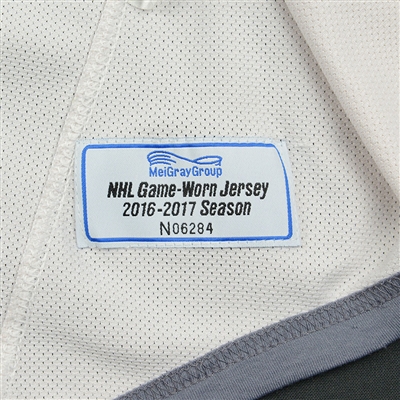 MeiGrayGroup
NHL Game-Worn Jersey
2016-2017 Season
N06284